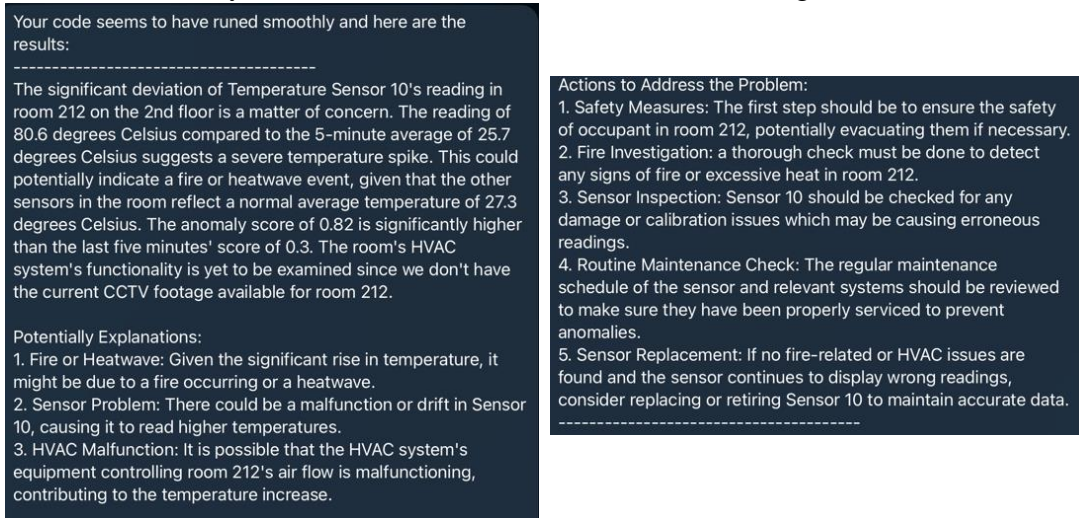 Your code seems to have runed smoothly and here are the
results:
---------------------------------------
The significant deviation of Temperature Sensor 10's reading in
room 212 on the 2nd floor is a matter of concern. The reading of
80.6 degrees Celsius compared to the 5-minute average of 25.7
degrees Celsius suggests a severe temperature spike. This could
potentially indicate a fire or heatwave event, given that the other
sensors in the room reflect a normal average temperature of 27.3
degrees Celsius. The anomaly score of 0.82 is significantly higher
than the last five minutes' score of 0.3. The room's HVAC
system's functionality is yet to be examined since we don't have
the current CCTV footage available for room 212.

Potentially Explanations:
1. Fire or Heatwave: Given the significant rise in temperature, it
might be due to a fire occurring or a heatwave.
2. Sensor Problem: There could be a malfunction or drift in Sensor
10, causing it to read higher temperatures.
3. HVAC Malfunction: It is possible that the HVAC system's
equipment controlling room 212's air flow is malfunctioning,
contributing to the temperature increase.

Actions to Address the Problem:
1. Safety Measures: The first step should be to ensure the safety
of occupant in room 212, potentially evacuating them if necessary.
2. Fire Investigation: a thorough check must be done to detect
any signs of fire or excessive heat in room 212.
3. Sensor Inspection: Sensor 10 should be checked for any
damage or calibration issues which may be causing erroneous
readings.
4. Routine Maintenance Check: The regular maintenance
schedule of the sensor and relevant systems should be reviewed
to make sure they have been properly serviced to prevent
anomalies.
5. Sensor Replacement: If no fire-related or HVAC issues are
found and the sensor continues to display wrong readings,
consider replacing or retiring Sensor 10 to maintain accurate data.
---------------------------------------